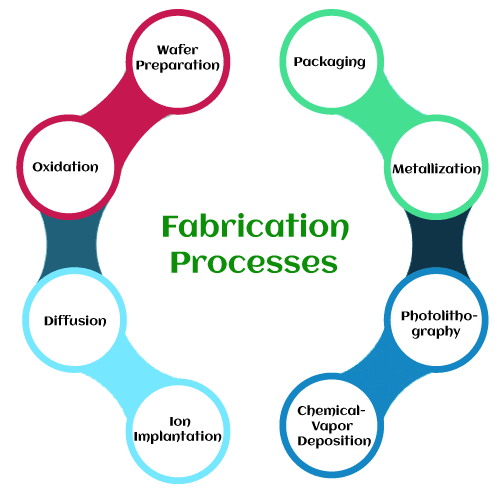 Wafer
Preparation
Oxidation
Diffusion
Ion
Implantation
Fabrication
Processes
Packaging
Metallization
Photolitho-
graphy
Chemical-
Vapor
Deposition